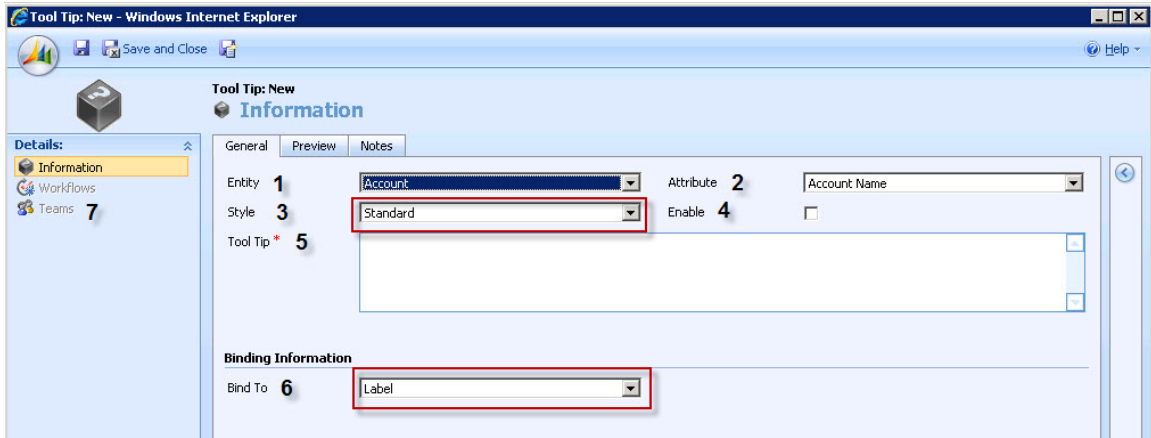 Tool Tip: New - Windows Internet Explorer
Save and Close
Help
Tool Tip: New
Information
Details:
Information
Workflows
Teams 7
General Preview Notes
Entity 1 Account Attribute 2 Account Name
Style 3 Standard Enable 4
Tool Tip * 5
Binding Information
Bind To 6 Label